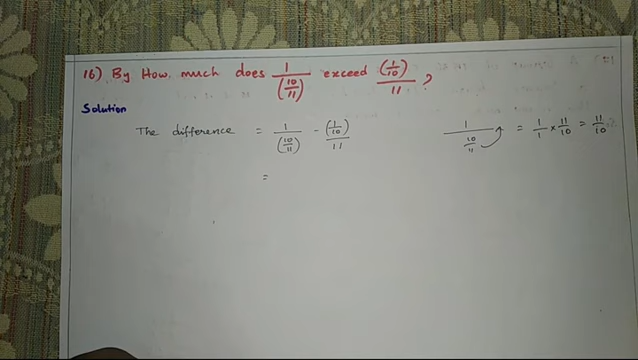 16) By How much does 1/(10/11) exceed (1/10)/11 ?
Solution
The difference = 1/(10/11) - (1/10)/11
1/(10/11) = 1/1 × 11/10 = 11/10
=